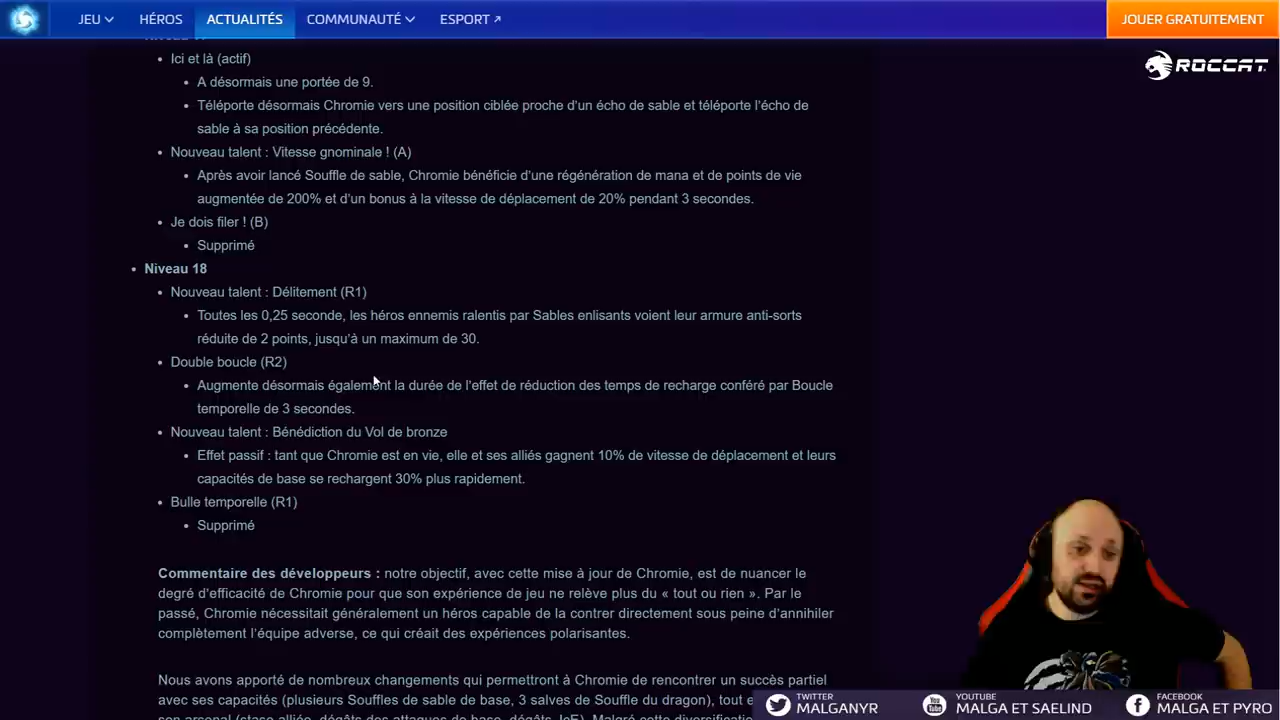 JEU HÉROS ACTUALITÉS COMMUNAUTÉ ESPORT JOUER GRATUITEMENT
ROCCAT
Ici et là (actif)
A désormais une portée de 9.
Téléporte désormais Chromie vers une position ciblée proche d'un écho de sable et téléporte l'écho de
sable à sa position précédente.
Nouveau talent : Vitesse gnominale ! (A)
Après avoir lancé Souffle de sable, Chromie bénéficie d'une régénération de mana et de points de vie
augmentée de 200% et d'un bonus à la vitesse de déplacement de 20% pendant 3 secondes.
Je dois filer ! (B)
Supprimé
Niveau 18
Nouveau talent : Délitement (R1)
Toutes les 0,25 seconde, les héros ennemis ralentis par Sables enlisants voient leur armure anti-sorts
réduite de 2 points, jusqu'à un maximum de 30.
Double boucle (R2)
Augmente désormais également la durée de l'effet de réduction des temps de recharge conféré par Boucle
temporelle de 3 secondes.
Nouveau talent : Bénédiction du Vol de bronze
Effet passif : tant que Chromie est en vie, elle et ses alliés gagnent 10% de vitesse de déplacement et leurs
capacités de base se rechargent 30% plus rapidement.
Bulle temporelle (R1)
Supprimé
Commentaire des développeurs : notre objectif, avec cette mise à jour de Chromie, est de nuancer le
degré d'efficacité de Chromie pour que son expérience de jeu ne relève plus du « tout ou rien ». Par le
passé, Chromie nécessitait généralement un héros capable de la contrer directement sous peine d'annihiler
complètement l'équipe adverse, ce qui créait des expériences polarisantes.
Nous avons apporté de nombreux changements qui permettront à Chromie de rencontrer un succès partiel
avec ses capacités (plusieurs Souffles de sable de base, 3 salves de Souffle du dragon), tout
son arsenal (stase alliée, dégâts des attaques de base, dégâts JcE). Malgré cette diversification
TWITTER
MALGANYR
YOUTUBE
MALGA ET SAELIND
FACEBOOK
MALGA ET PYRO